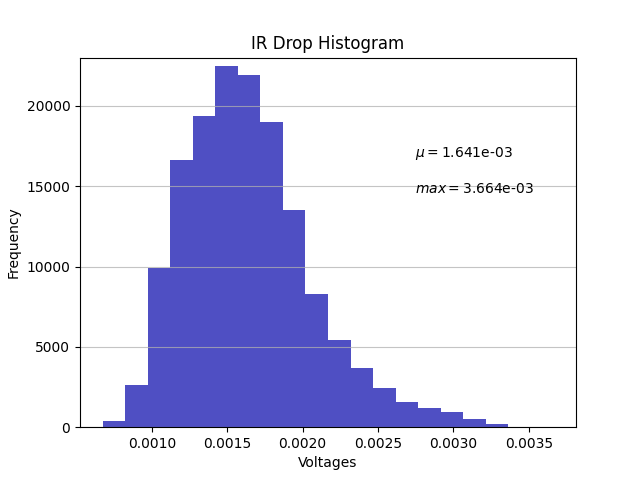 IR Drop Histogram
20000
15000
10000
5000
0
Frequency
μ = 1.641e-03
max = 3.664e-03
0.0010 0.0015 0.0020 0.0025 0.0030 0.0035
Voltages